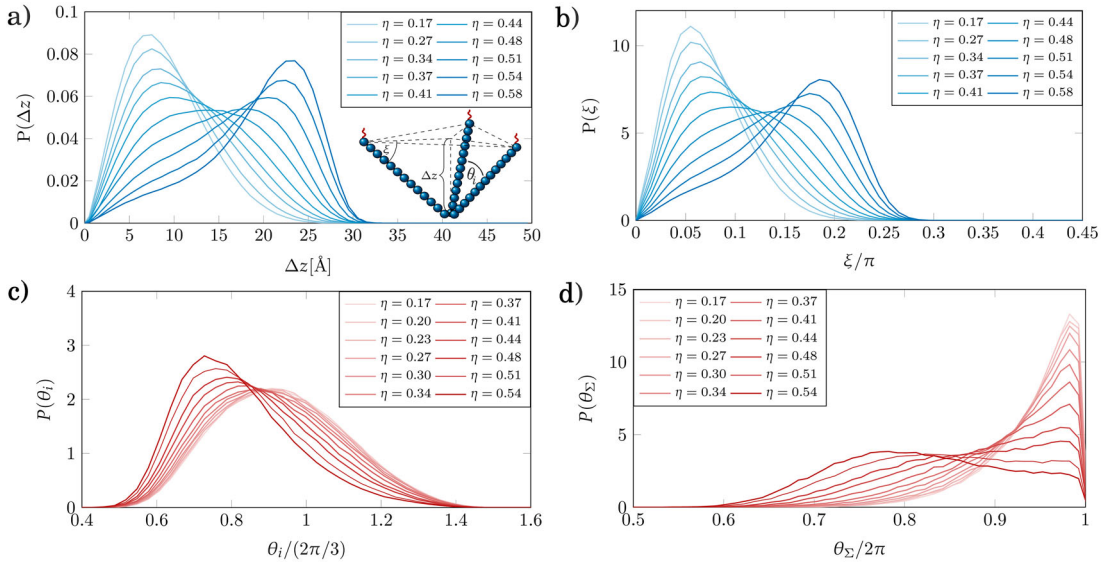 a)
0.1
0.08
0.06
0.04
0.02
0
P(Δz)
0 5 10 15 20 25 30 35 40 45 50
Δz[Å]
η = 0.17 η = 0.44
η = 0.27 η = 0.48
η = 0.34 η = 0.51
η = 0.37 η = 0.54
η = 0.41 η = 0.58
ξ
Δz
θi
b)
10
5
0
P(ξ)
0 0.05 0.1 0.15 0.2 0.25 0.3 0.35 0.4 0.45
ξ/π
η = 0.17 η = 0.44
η = 0.27 η = 0.48
η = 0.34 η = 0.51
η = 0.37 η = 0.54
η = 0.41 η = 0.58
c)
4
3
2
1
0
P(θi)
0.4 0.6 0.8 1 1.2 1.4 1.6
θi/(2π/3)
η = 0.17 η = 0.37
η = 0.20 η = 0.41
η = 0.23 η = 0.44
η = 0.27 η = 0.48
η = 0.30 η = 0.51
η = 0.34 η = 0.54
d)
15
10
5
0
P(θΣ)
0.5 0.6 0.7 0.8 0.9 1
θΣ/2π
η = 0.17 η = 0.37
η = 0.20 η = 0.41
η = 0.23 η = 0.44
η = 0.27 η = 0.48
η = 0.30 η = 0.51
η = 0.34 η = 0.54